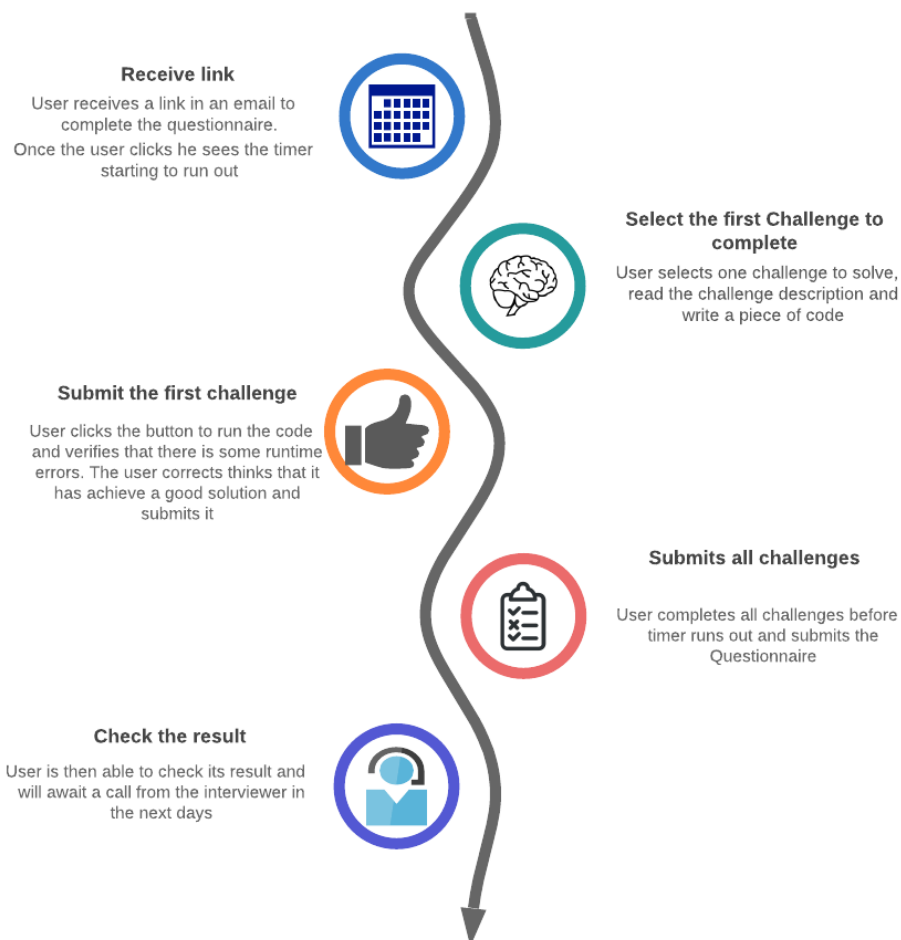 Receive link
User receives a link in an email to
complete the questionnaire.
Once the user clicks he sees the timer
starting to run out
Select the first Challenge to
complete
User selects one challenge to solve,
read the challenge description and
write a piece of code
Submit the first challenge
User clicks the button to run the code
and verifies that there is some runtime
errors. The user corrects thinks that it
has achieve a good solution and
submits it
Submits all challenges
User completes all challenges before
timer runs out and submits the
Questionnaire
Check the result
User is then able to check its result and
will await a call from the interviewer in
the next days